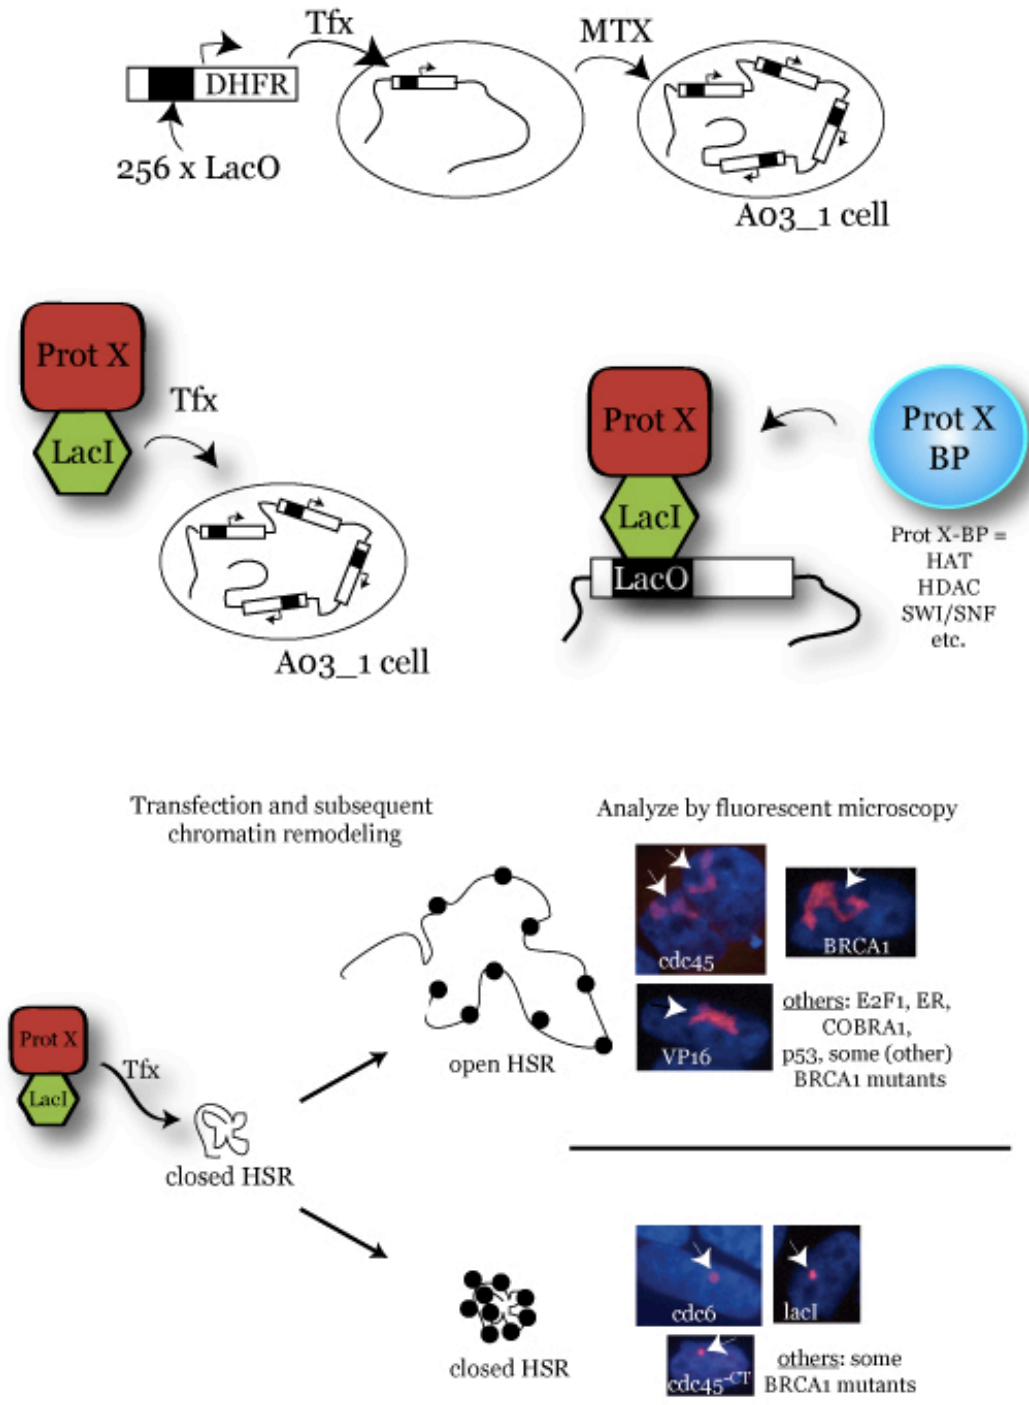 Tfx
MTX
DHFR
256 x LacO
A03_1 cell
Prot X
LacI
Tfx
A03_1 cell
Prot X
LacI
LacO
Prot X
BP
Prot X-BP =
HAT
HDAC
SWI/SNF
etc.
Transfection and subsequent
chromatin remodeling
Analyze by fluorescent microscopy
cdc45
BRCA1
VP16
others: E2F1, ER,
COBRA1,
p53, some (other)
BRCA1 mutants
open HSR
Prot X
LacI
Tfx
closed HSR
cdc6
lacI
cdc45-CT
others: some
BRCA1 mutants
closed HSR